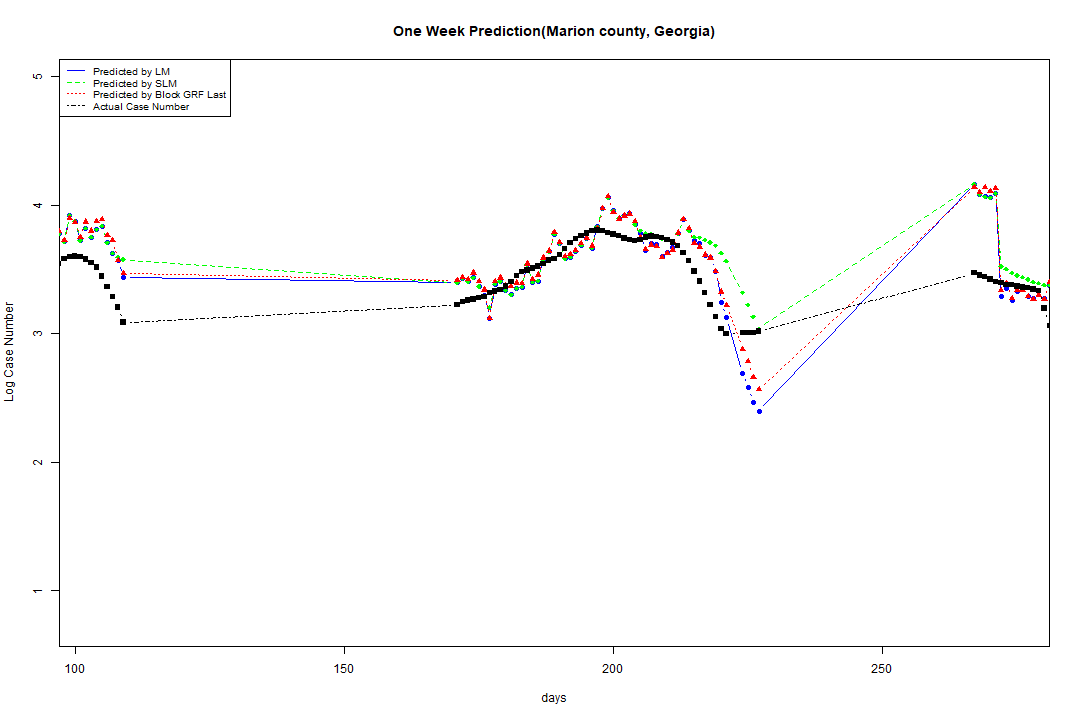 One Week Prediction(Marion county, Georgia)
Predicted by LM
Predicted by SLM
Predicted by Block GRF Last
Actual Case Number
5
4
3
2
1
Log Case Number
100 150 200 250
days